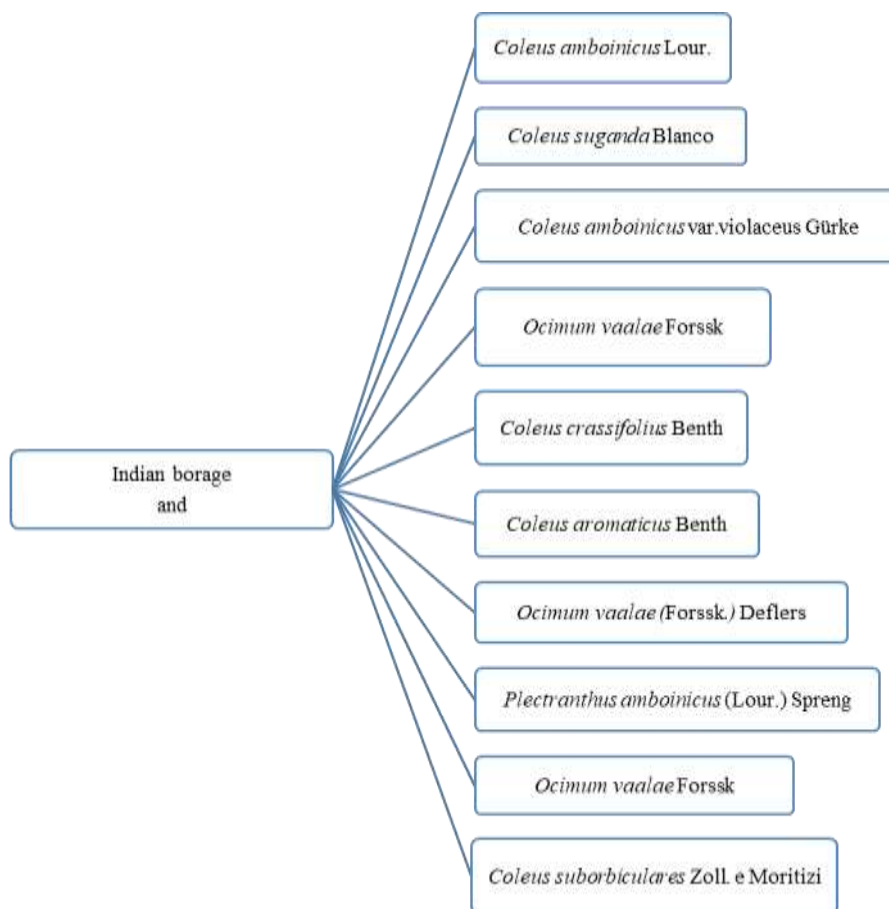 Coleus amboinicus Lour.
Coleus suganda Blanco
Coleus amboinicus var.violaceus Gürke
Ocimum vaalae Forssk
Coleus crassifolius Benth
Indian borage
and
Coleus aromaticus Benth
Ocimum vaalae (Forssk.) Deflers
Plectranthus amboinicus (Lour.) Spreng
Ocimum vaalae Forssk
Coleus suborbiculares Zoll. e Moritizi